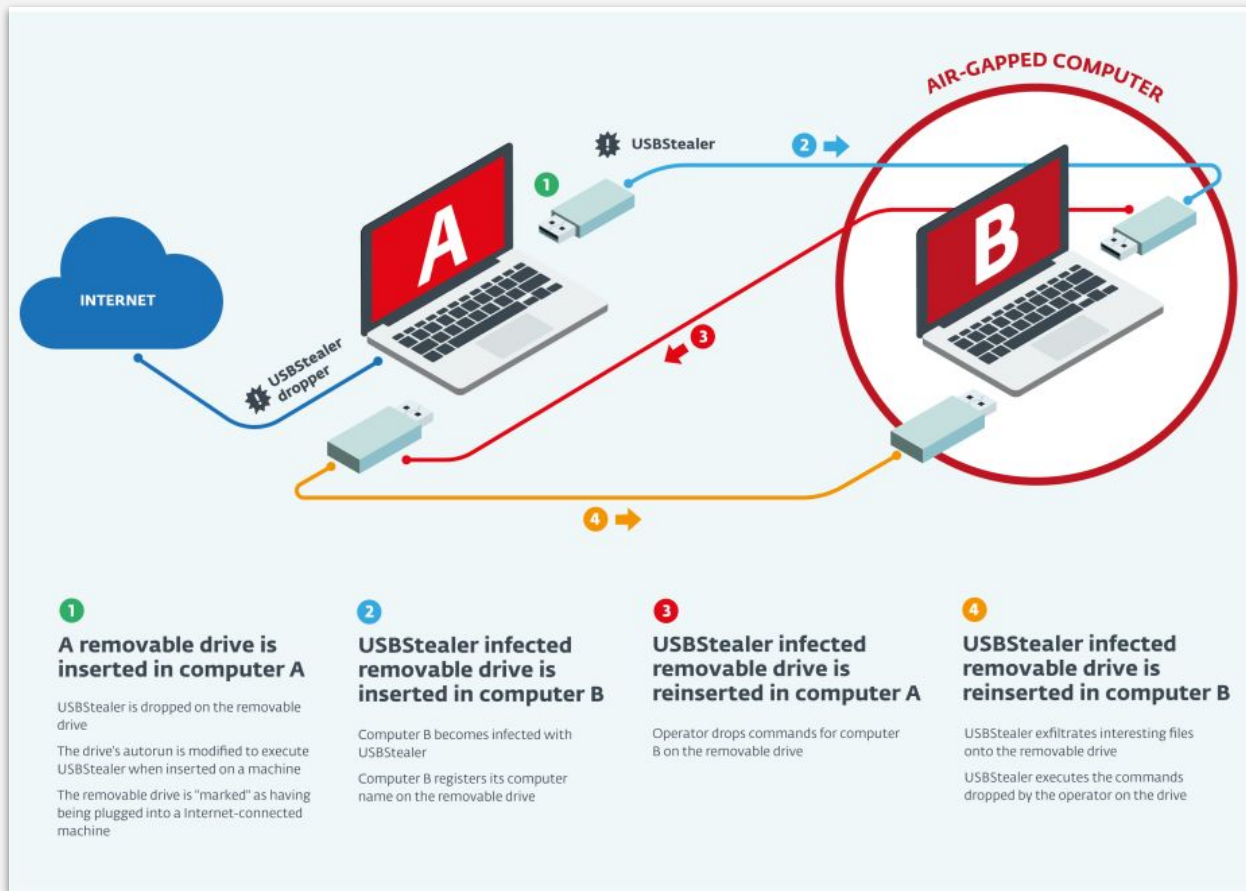 AIR-GAPPED COMPUTER
USBStealer
2
1
A
B
INTERNET
3
USBStealer
dropper
4
1
A removable drive is
inserted in computer A
USBStealer is dropped on the removable
drive
The drive's autorun is modified to execute
USBStealer when inserted on a machine
The removable drive is "marked" as having
being plugged into a Internet-connected
machine
2
USBStealer infected
removable drive is
inserted in computer B
Computer B becomes infected with
USBStealer
Computer B registers its computer
name on the removable drive
3
USBStealer infected
removable drive is
reinserted in computer A
Operator drops commands for computer
B on the removable drive
4
USBStealer infected
removable drive is
reinserted in computer B
USBStealer exfiltrates interesting files
onto the removable drive
USBStealer executes the commands
dropped by the operator on the drive